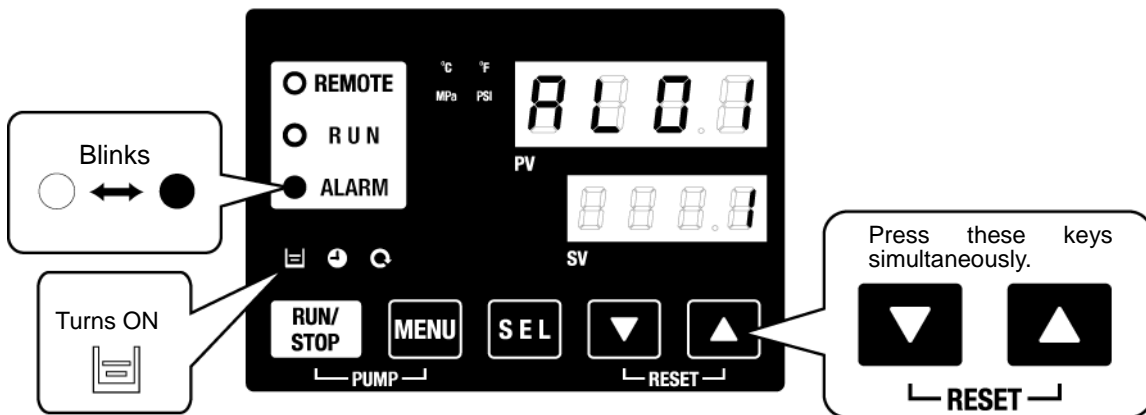 REMOTE
RUN
ALARM
°C °F
MPa PSI
AL01
PV
1
SV
Blinks
Turns ON
RUN/
STOP
MENU
SEL
PUMP
RESET
Press these keys
simultaneously.
RESET